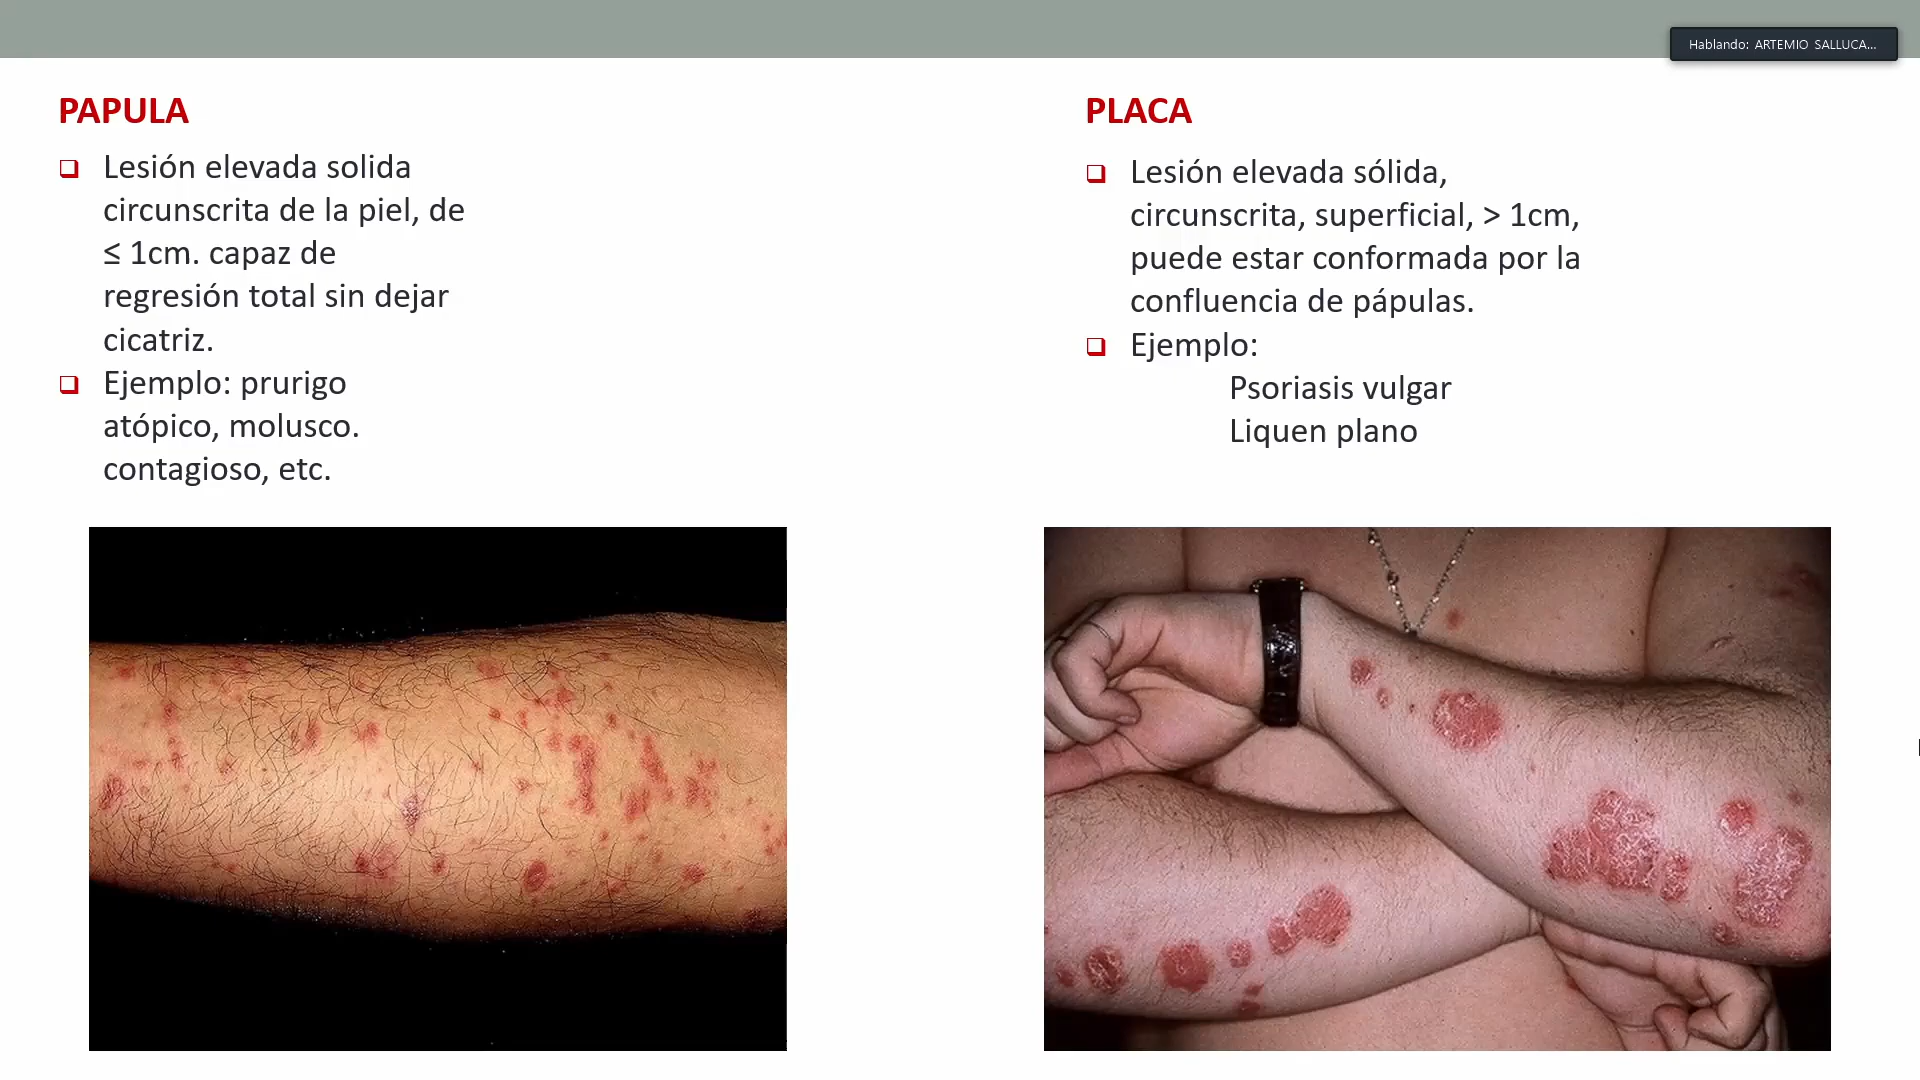 Hablando: ARTEMIO SALLUCA...
PAPULA
❑ Lesión elevada solida
circunscrita de la piel, de
≤ 1cm. capaz de
regresión total sin dejar
cicatriz.
❑ Ejemplo: prurigo
atópico, molusco.
contagioso, etc.
PLACA
❑ Lesión elevada sólida,
circunscrita, superficial, > 1cm,
puede estar conformada por la
confluencia de pápulas.
❑ Ejemplo:
Psoriasis vulgar
Liquen plano